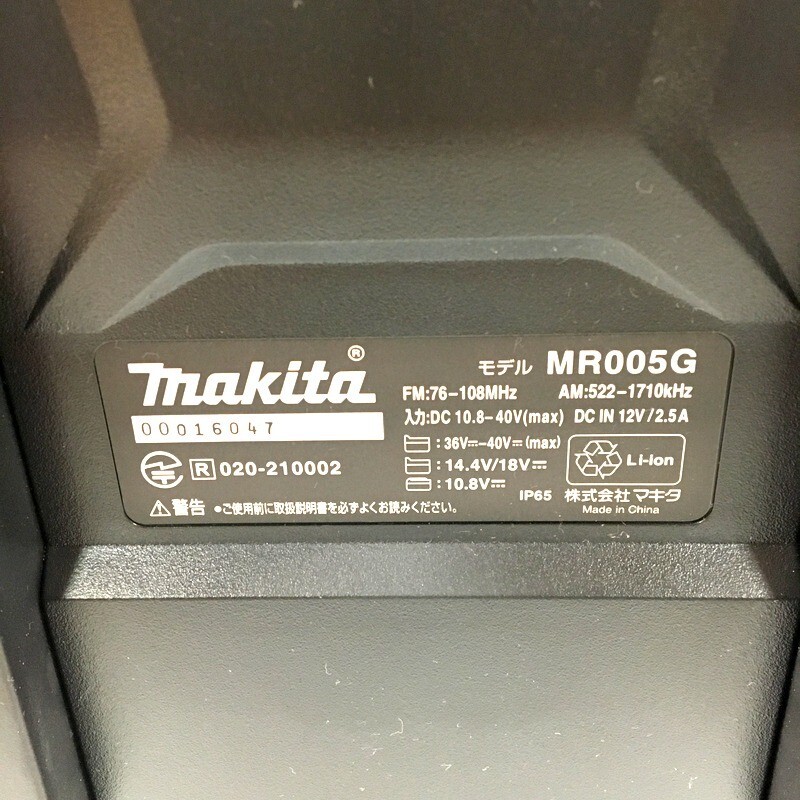 makita®
モデル MR005G
FM:76-108MHz AM:522-1710kHz
00016047
入力:DC 10.8-40V(max) DC IN 12V/2.5A
:36V⎓-40V⎓(max)
:14.4V/18V⎓
:10.8V⎓
Li-ion
R 020-210002
⚠警告 •ご使用前に取扱説明書を必ずよくお読みください。
IP65 株式会社マキタ
Made in China